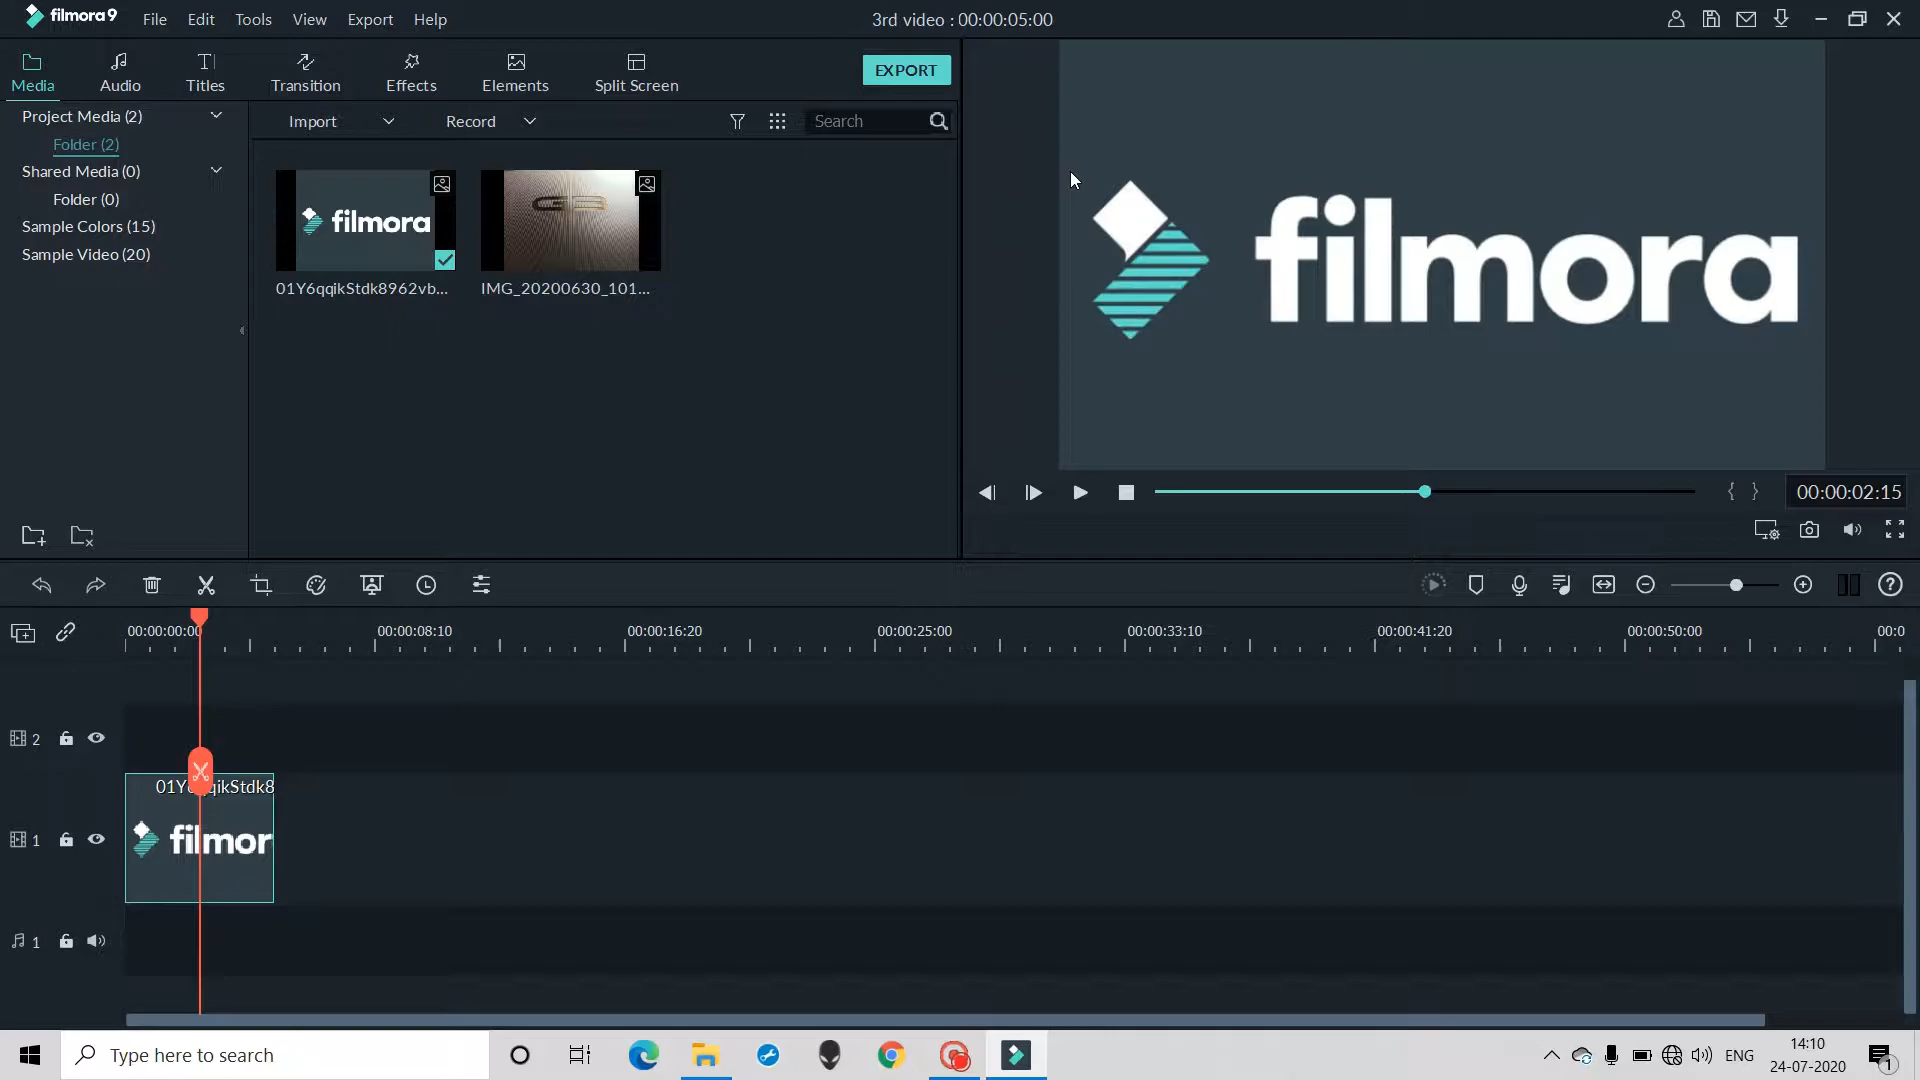 filmora9 File Edit Tools View Export Help 3rd video : 00:00:05:00
Media Audio Titles Transition Effects Elements Split Screen EXPORT
Project Media (2) Import Record Search
Folder (2)
Shared Media (0)
Folder (0)
Sample Colors (15)
Sample Video (20)
filmora
01Y6qqikStdk8962vb... IMG_20200630_101...
filmora
{ } 00:00:02:15
00:00:00:00 00:00:08:10 00:00:16:20 00:00:25:00 00:00:33:10 00:00:41:20 00:00:50:00 00:0
2
01Y6qqikStdk8
1 filmor
1
Type here to search ENG 14:10
24-07-2020 1